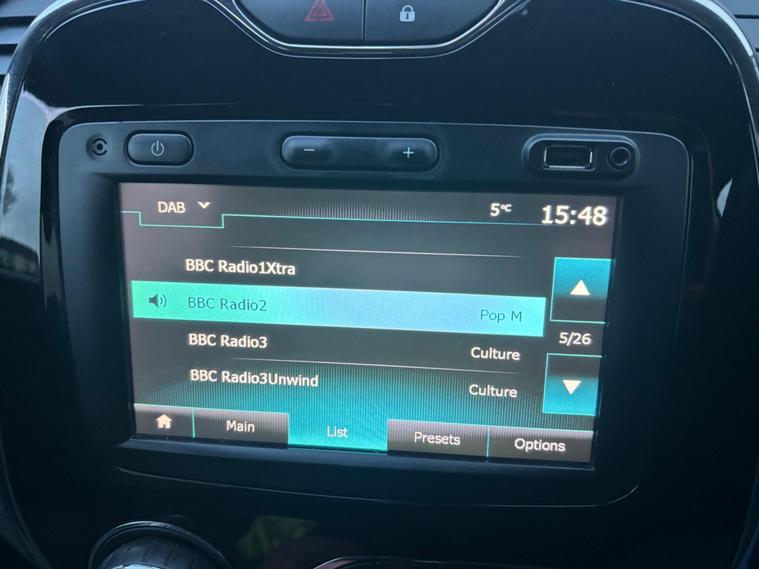 DAB 5°C 15:48
BBC Radio1Xtra
BBC Radio2 Pop M
BBC Radio3 Culture
5/26
BBC Radio3Unwind Culture
Main List Presets Options